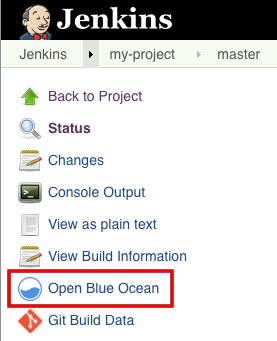 Jenkins
Jenkins my-project master
Back to Project
Status
Changes
Console Output
View as plain text
View Build Information
Open Blue Ocean
Git Build Data